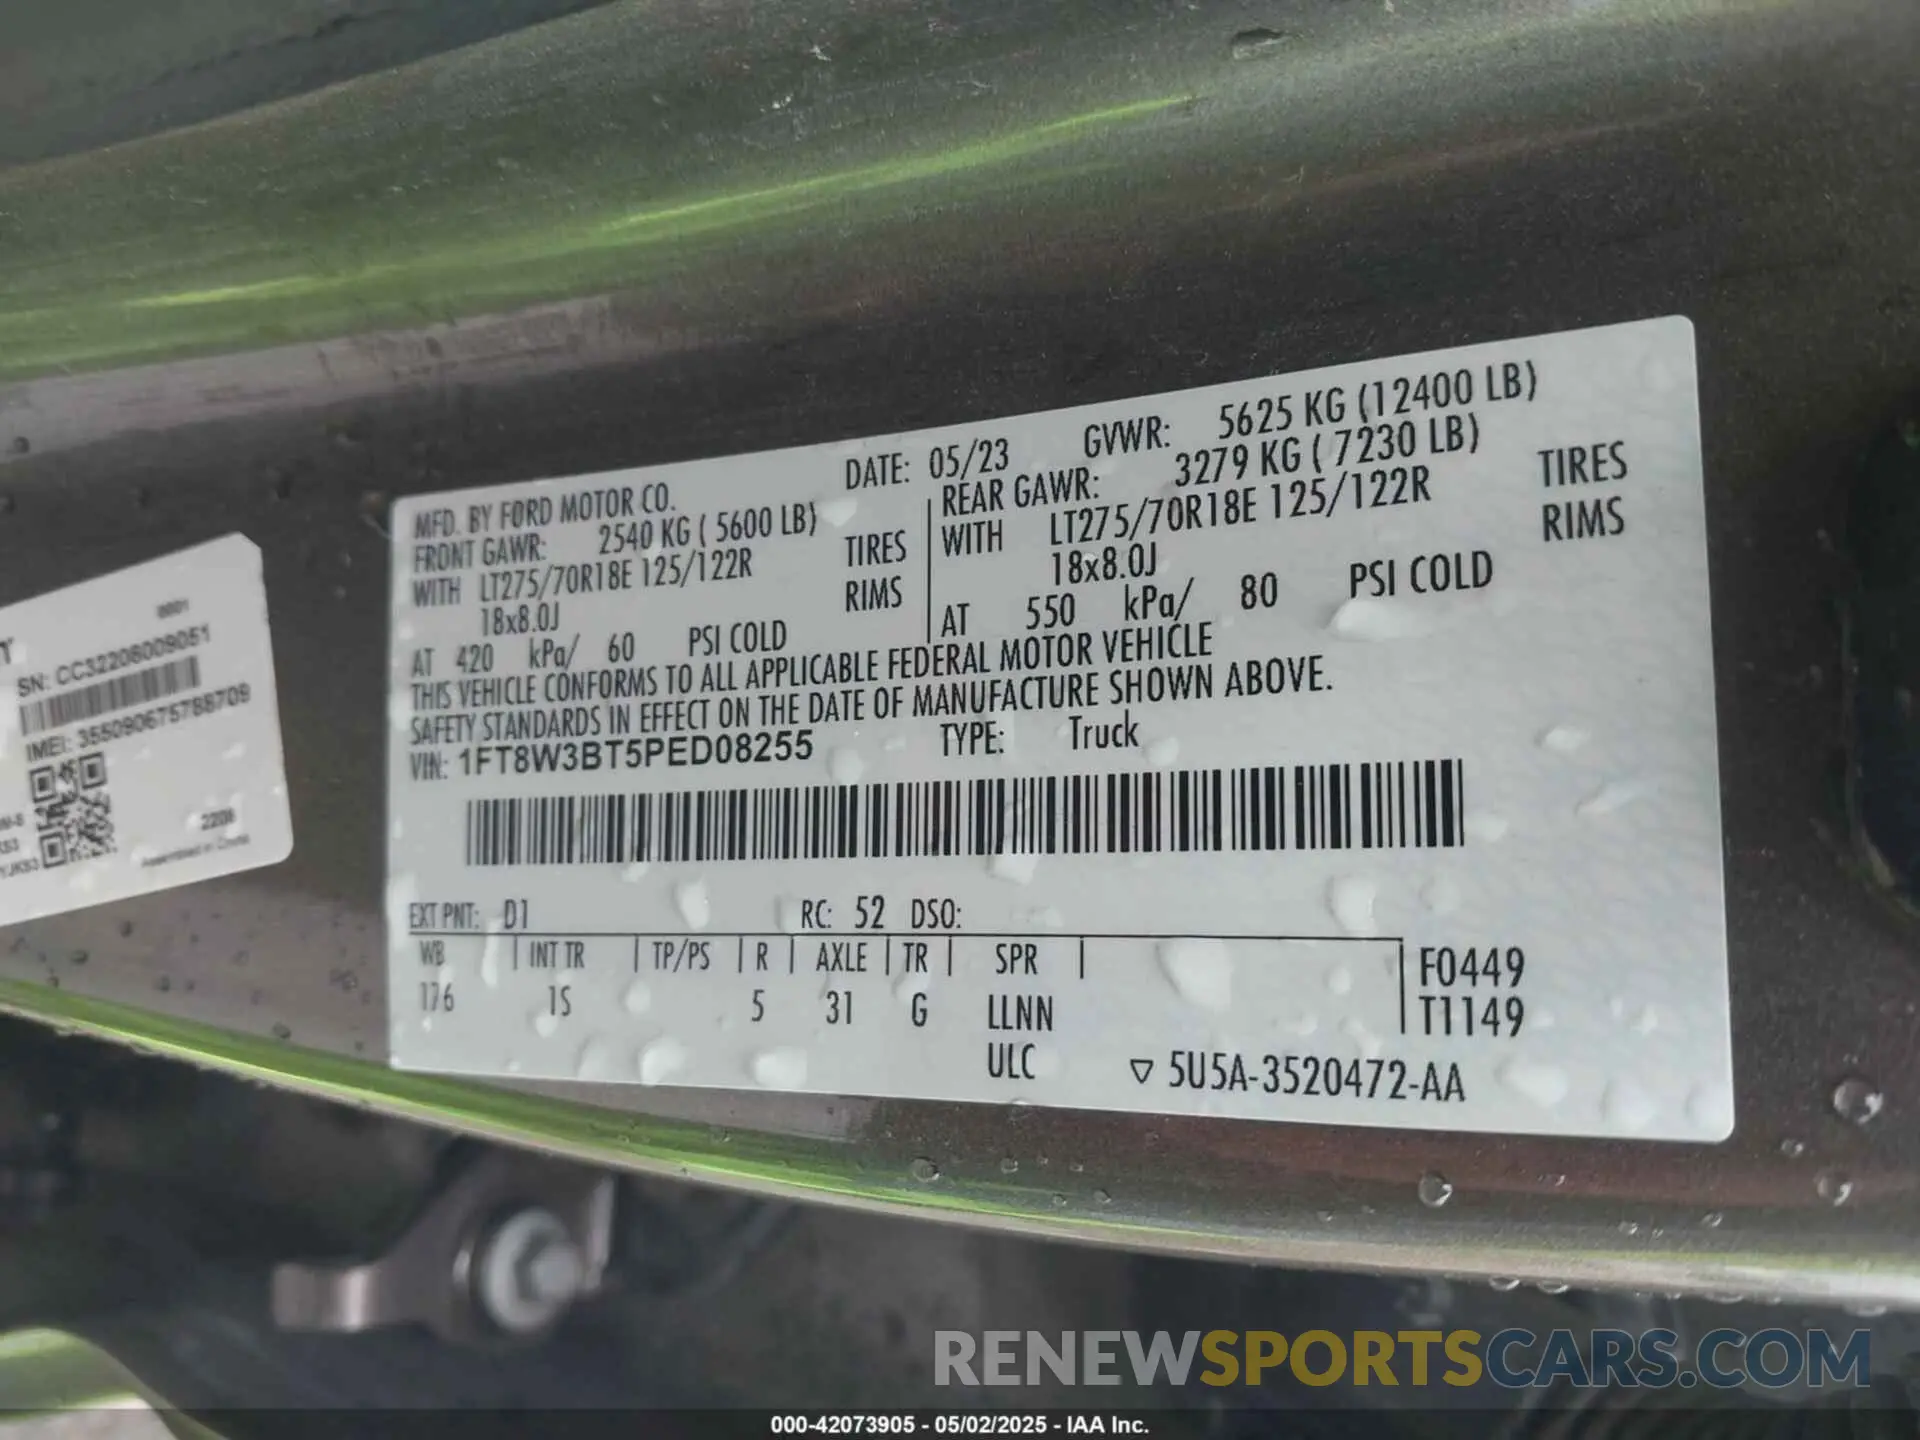 MFD. BY FORD MOTOR CO.
DATE: 05/23 GVWR: 5625 KG (12400 LB)
FRONT GAWR: 2540 KG ( 5600 LB)
REAR GAWR: 3279 KG ( 7230 LB)
WITH LT275/70R18E 125/122R TIRES
WITH LT275/70R18E 125/122R TIRES
18x8.0J RIMS
18x8.0J RIMS
AT 420 kPa/ 60 PSI COLD
AT 550 kPa/ 80 PSI COLD
THIS VEHICLE CONFORMS TO ALL APPLICABLE FEDERAL MOTOR VEHICLE
SAFETY STANDARDS IN EFFECT ON THE DATE OF MANUFACTURE SHOWN ABOVE.
VIN: 1FT8W3BT5PED08255 TYPE: Truck
EXT PNT: D1 RC: 52 DSO:
WB INT TR TP/PS R AXLE TR SPR
F0449
176 1S 5 31 G LLNN
T1149
ULC ▽ 5U5A-3520472-AA
0001
SN: CC32206009051
IMEI: 355090675788709
2206
Assembled in China
RENEWSPORTSCARS.COM
000-42073905 - 05/02/2025 - IAA Inc.